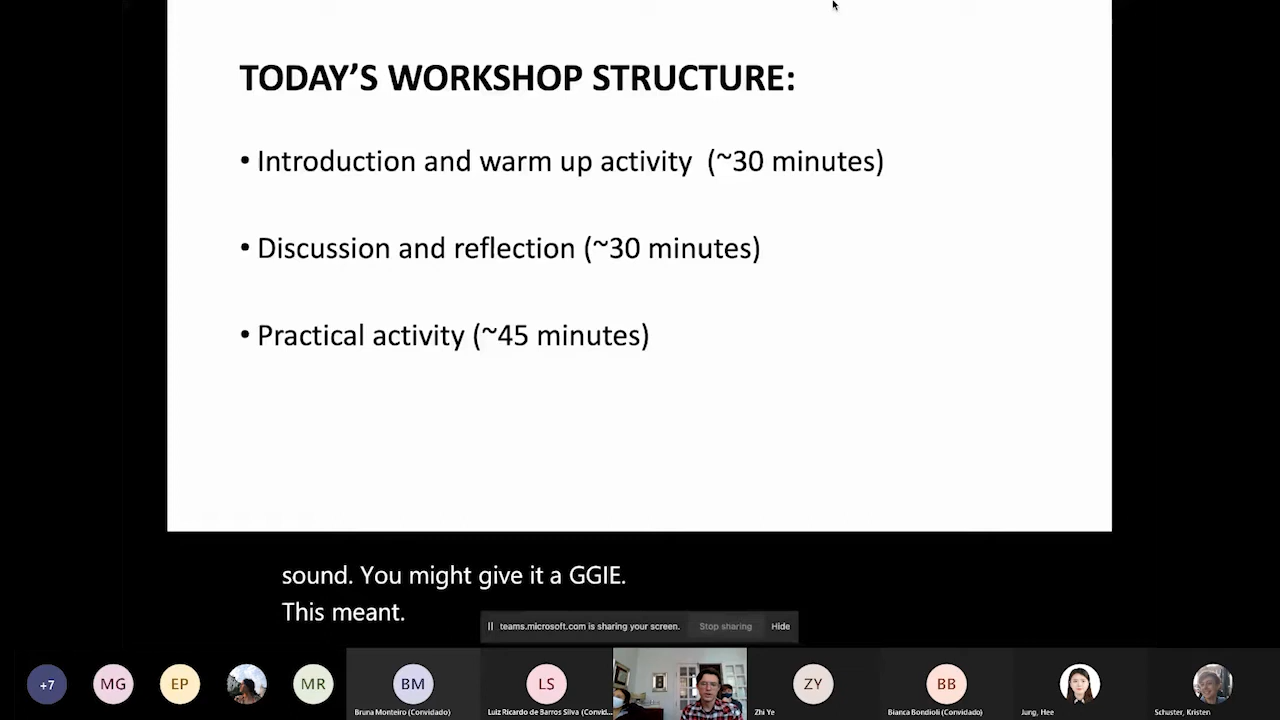 TODAY’S WORKSHOP STRUCTURE:
• Introduction and warm up activity  (~30 minutes)
• Discussion and reflection (~30 minutes)
• Practical activity (~45 minutes)
sound. You might give it a GGIE.
This meant.
teams.microsoft.com is sharing your screen. Stop sharing Hide
+7 MG EP MR BM LS ZY BB
Bruna Monteiro (Convidado) Luiz Ricardo de Barros Silva (Convid... Zhi Ye Bianca Bondioli (Convidado) Jung, Hee Schuster, Kristen